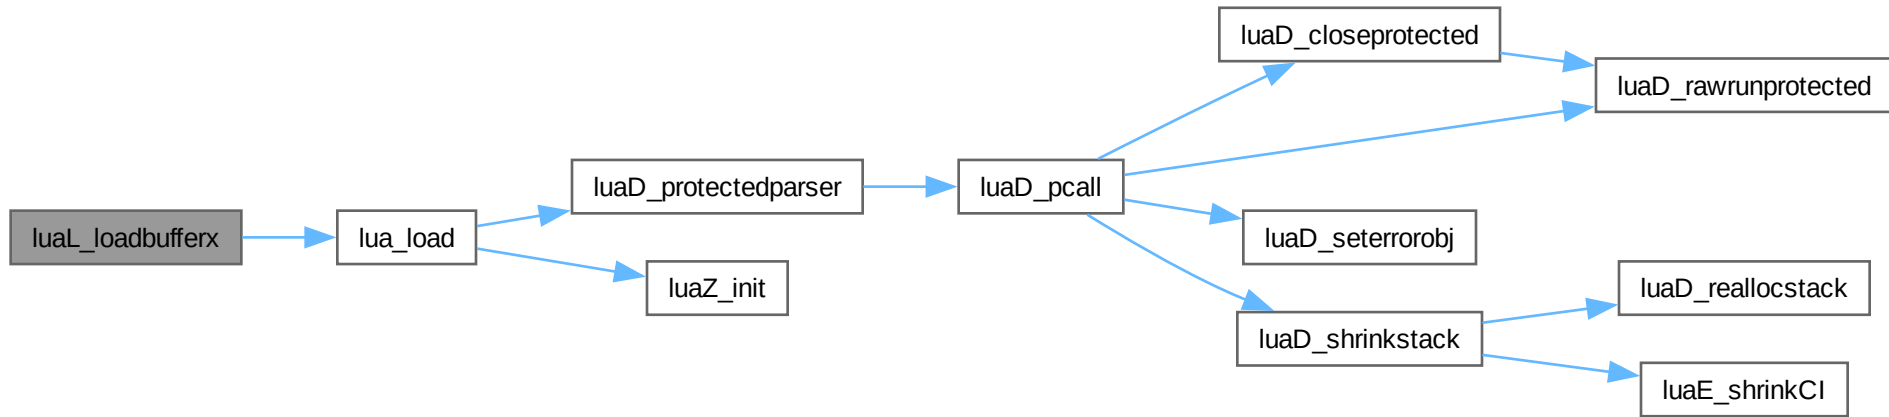 luaL_loadbufferx
lua_load
luaD_protectedparser
luaZ_init
luaD_pcall
luaD_closeprotected
luaD_rawrunprotected
luaD_seterrorobj
luaD_shrinkstack
luaD_reallocstack
luaE_shrinkCI